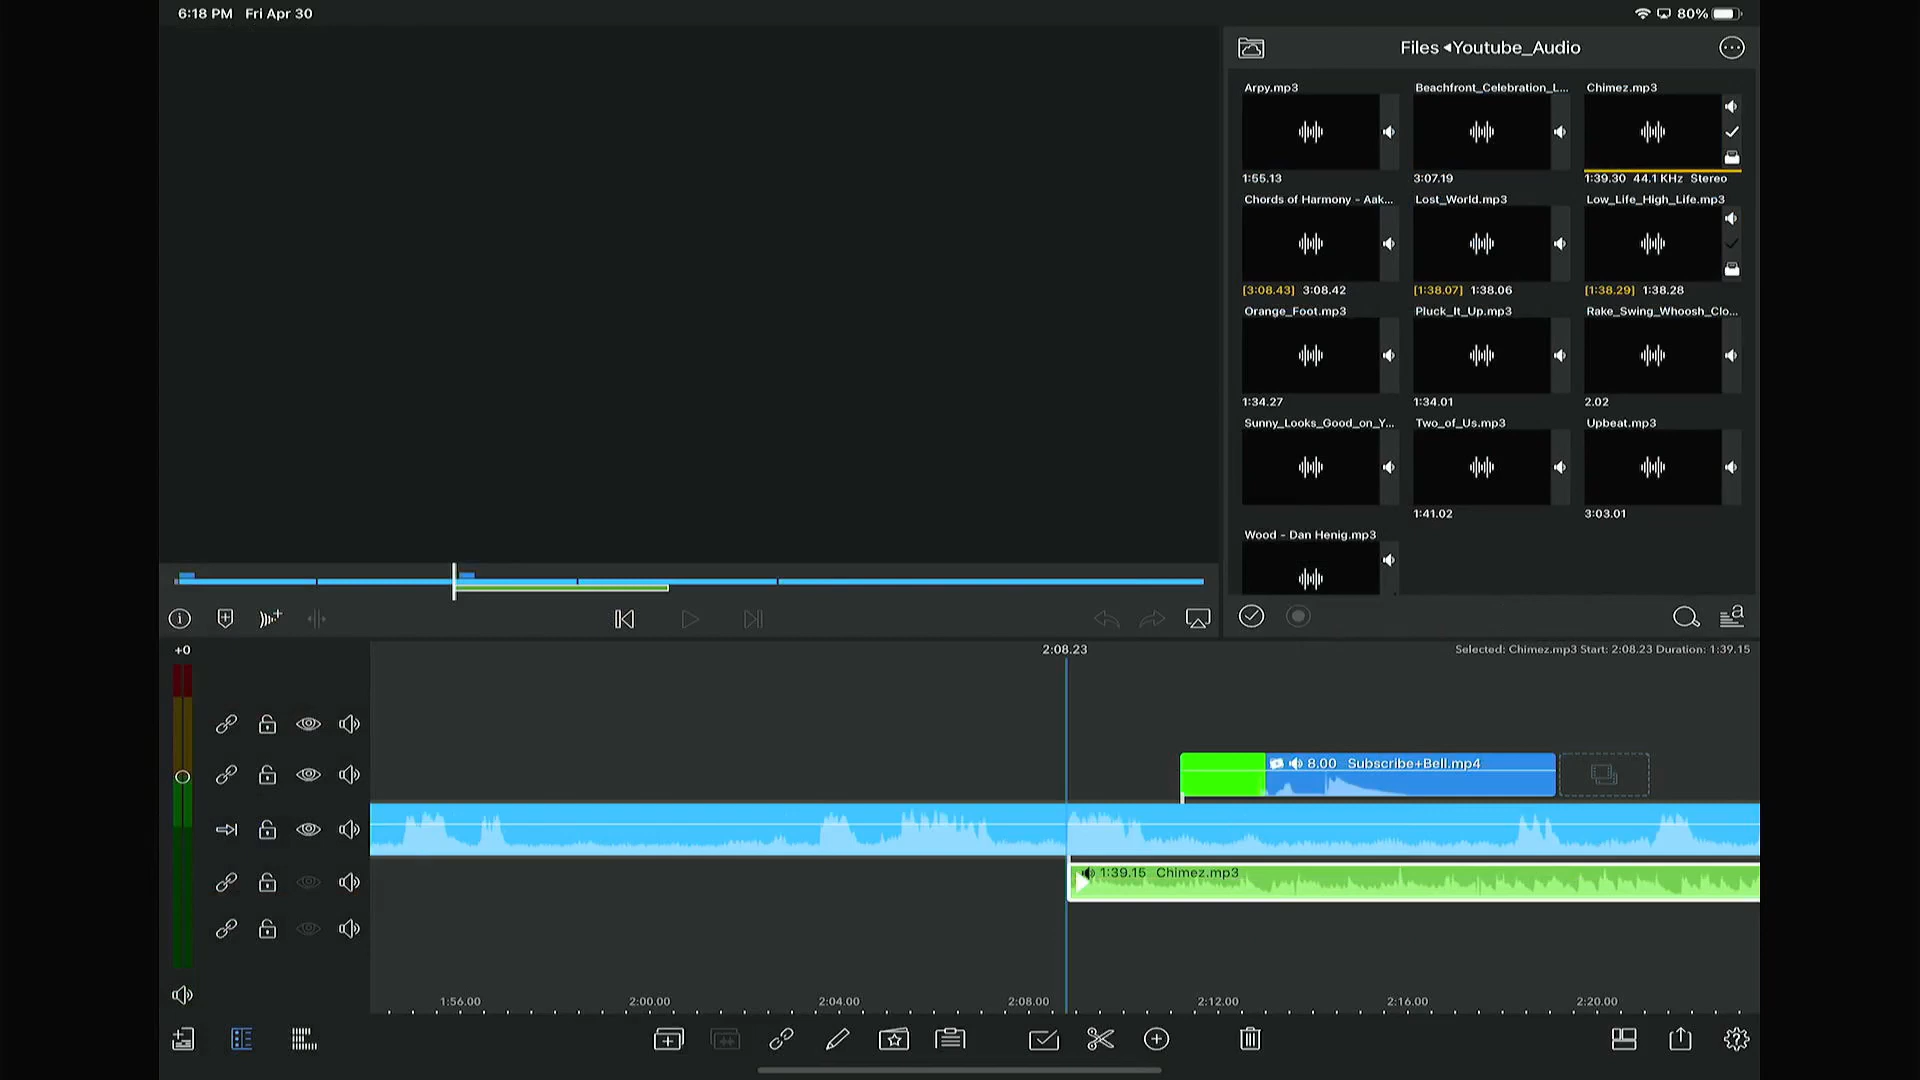 6:18 PM Fri Apr 30
80%
Files ◂Youtube_Audio
Arpy.mp3
Beachfront_Celebration_L...
Chimez.mp3
1:55.13
3:07.19
1:39.30 44.1 KHz Stereo
Chords of Harmony - Aak...
Lost_World.mp3
Low_Life_High_Life.mp3
[3:08.43] 3:08.42
[1:38.07] 1:38.06
[1:38.29] 1:38.28
Orange_Foot.mp3
Pluck_It_Up.mp3
Rake_Swing_Whoosh_Clo...
1:34.27
1:34.01
2.02
Sunny_Looks_Good_on_Y...
Two_of_Us.mp3
Upbeat.mp3
1:41.02
3:03.01
Wood - Dan Henig.mp3
+0
2:08.23
Selected: Chimez.mp3 Start: 2:08.23 Duration: 1:39.15
8.00 Subscribe+Bell.mp4
1:39.15 Chimez.mp3
1:56.00
2:00.00
2:04.00
2:08.00
2:12.00
2:16.00
2:20.00